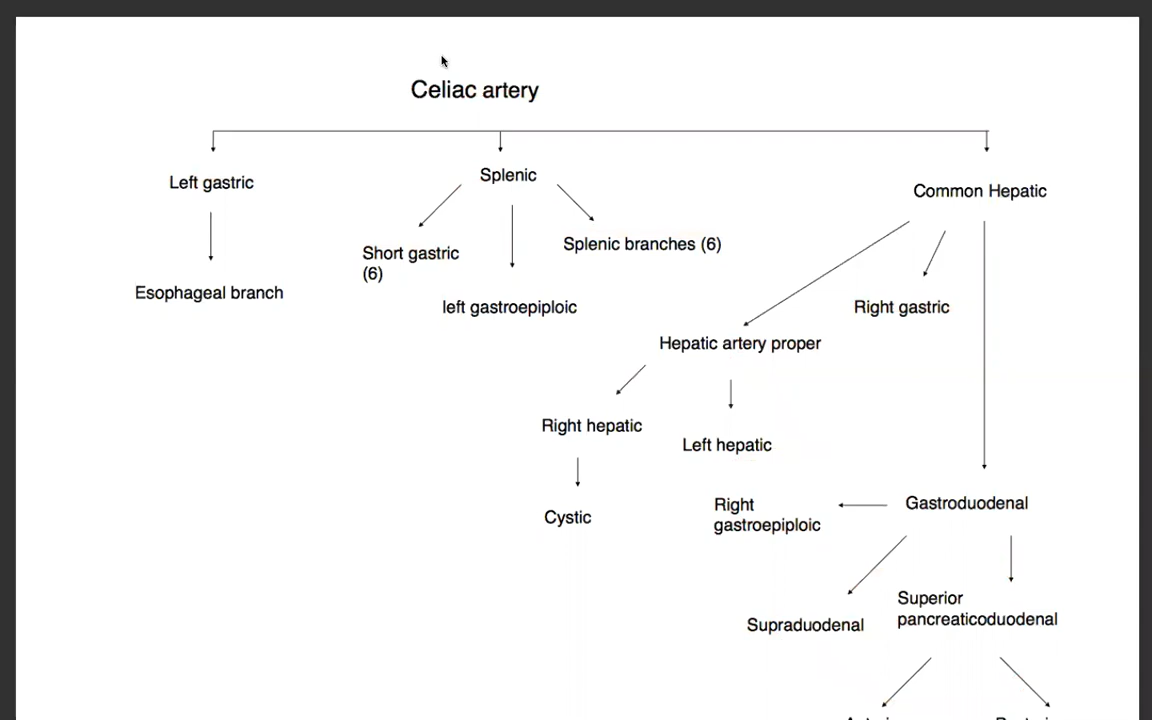 Celiac artery
Left gastric
Splenic
Common Hepatic
Short gastric
(6)
Splenic branches (6)
Esophageal branch
left gastroepiploic
Right gastric
Hepatic artery proper
Right hepatic
Left hepatic
Cystic
Right
gastroepiploic
Gastroduodenal
Supraduodenal
Superior
pancreaticoduodenal